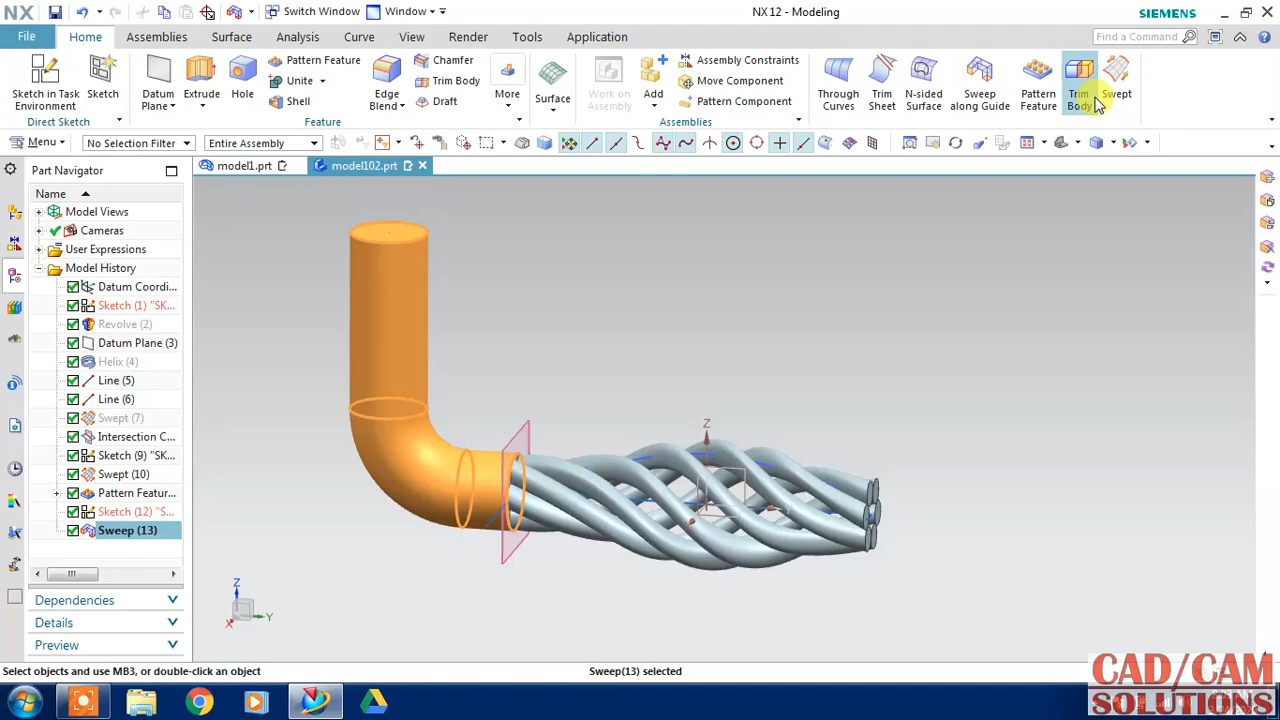 NX
Switch Window
Window
NX 12 - Modeling
SIEMENS
File
Home
Assemblies
Surface
Analysis
Curve
View
Render
Tools
Application
Find a Command
Sketch in Task Environment
Sketch
Direct Sketch
Datum Plane
Extrude
Hole
Pattern Feature
Unite
Shell
Edge Blend
Chamfer
Trim Body
Draft
More
Feature
Surface
Work on Assembly
Add
Assembly Constraints
Move Component
Pattern Component
Assemblies
Through Curves
Trim Sheet
N-sided Surface
Sweep along Guide
Pattern Feature
Trim Body
Swept
Menu
No Selection Filter
Entire Assembly
Part Navigator
model1.prt
model102.prt
Name
Model Views
Cameras
User Expressions
Model History
Datum Coordi...
Sketch (1) "SK...
Revolve (2)
Datum Plane (3)
Helix (4)
Line (5)
Line (6)
Swept (7)
Intersection C...
Sketch (9) "SK...
Swept (10)
Pattern Featur...
Sketch (12) "S...
Sweep (13)
Dependencies
Details
Preview
Z
Z
Y
X
Select objects and use MB3, or double-click an object
Sweep(13) selected
CAD/CAM
SOLUTIONS